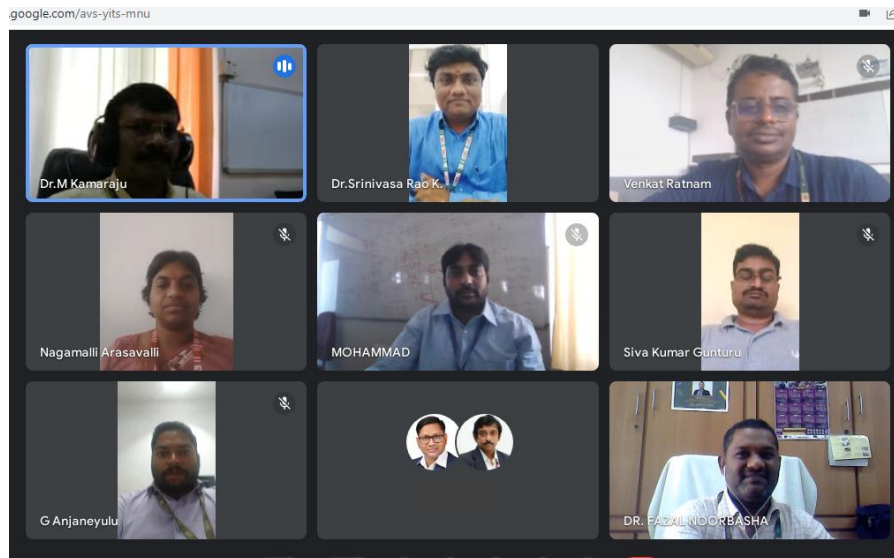 .google.com/avs-yits-mnu
Dr.M Kamaraju
Dr.Srinivasa Rao K.
Venkat Ratnam
Nagamalli Arasavalli
MOHAMMAD
Siva Kumar Gunturu
G Anjaneyulu
DR. FAZAL NOORBASHA